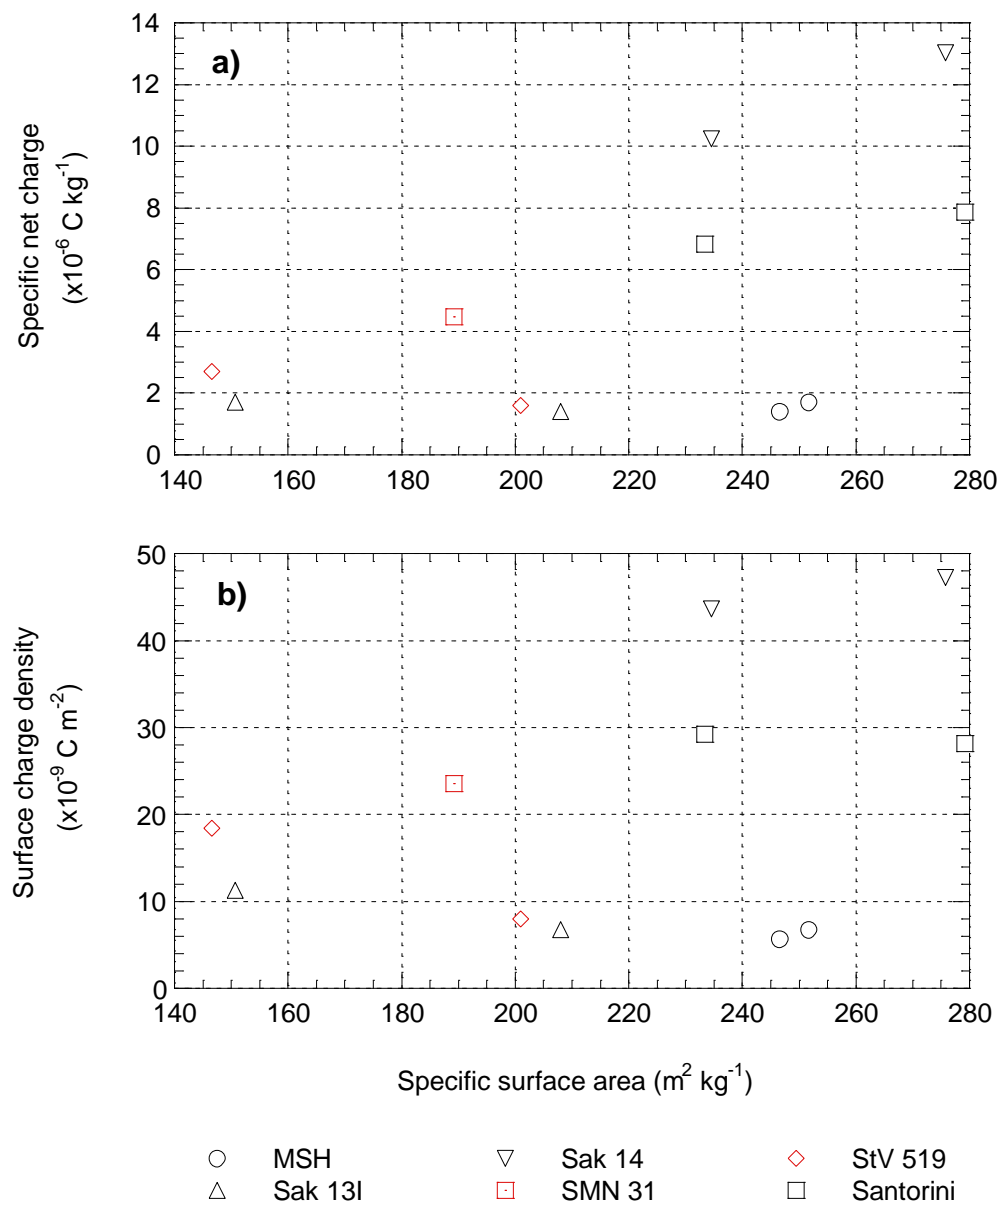 a)
Specific net charge
(x10⁻⁶ C kg⁻¹)
14
12
10
8
6
4
2
0
140 160 180 200 220 240 260 280
b)
Surface charge density
(x10⁻⁹ C m⁻²)
50
40
30
20
10
0
140 160 180 200 220 240 260 280
Specific surface area (m² kg⁻¹)
MSH Sak 14 StV 519
Sak 13I SMN 31 Santorini